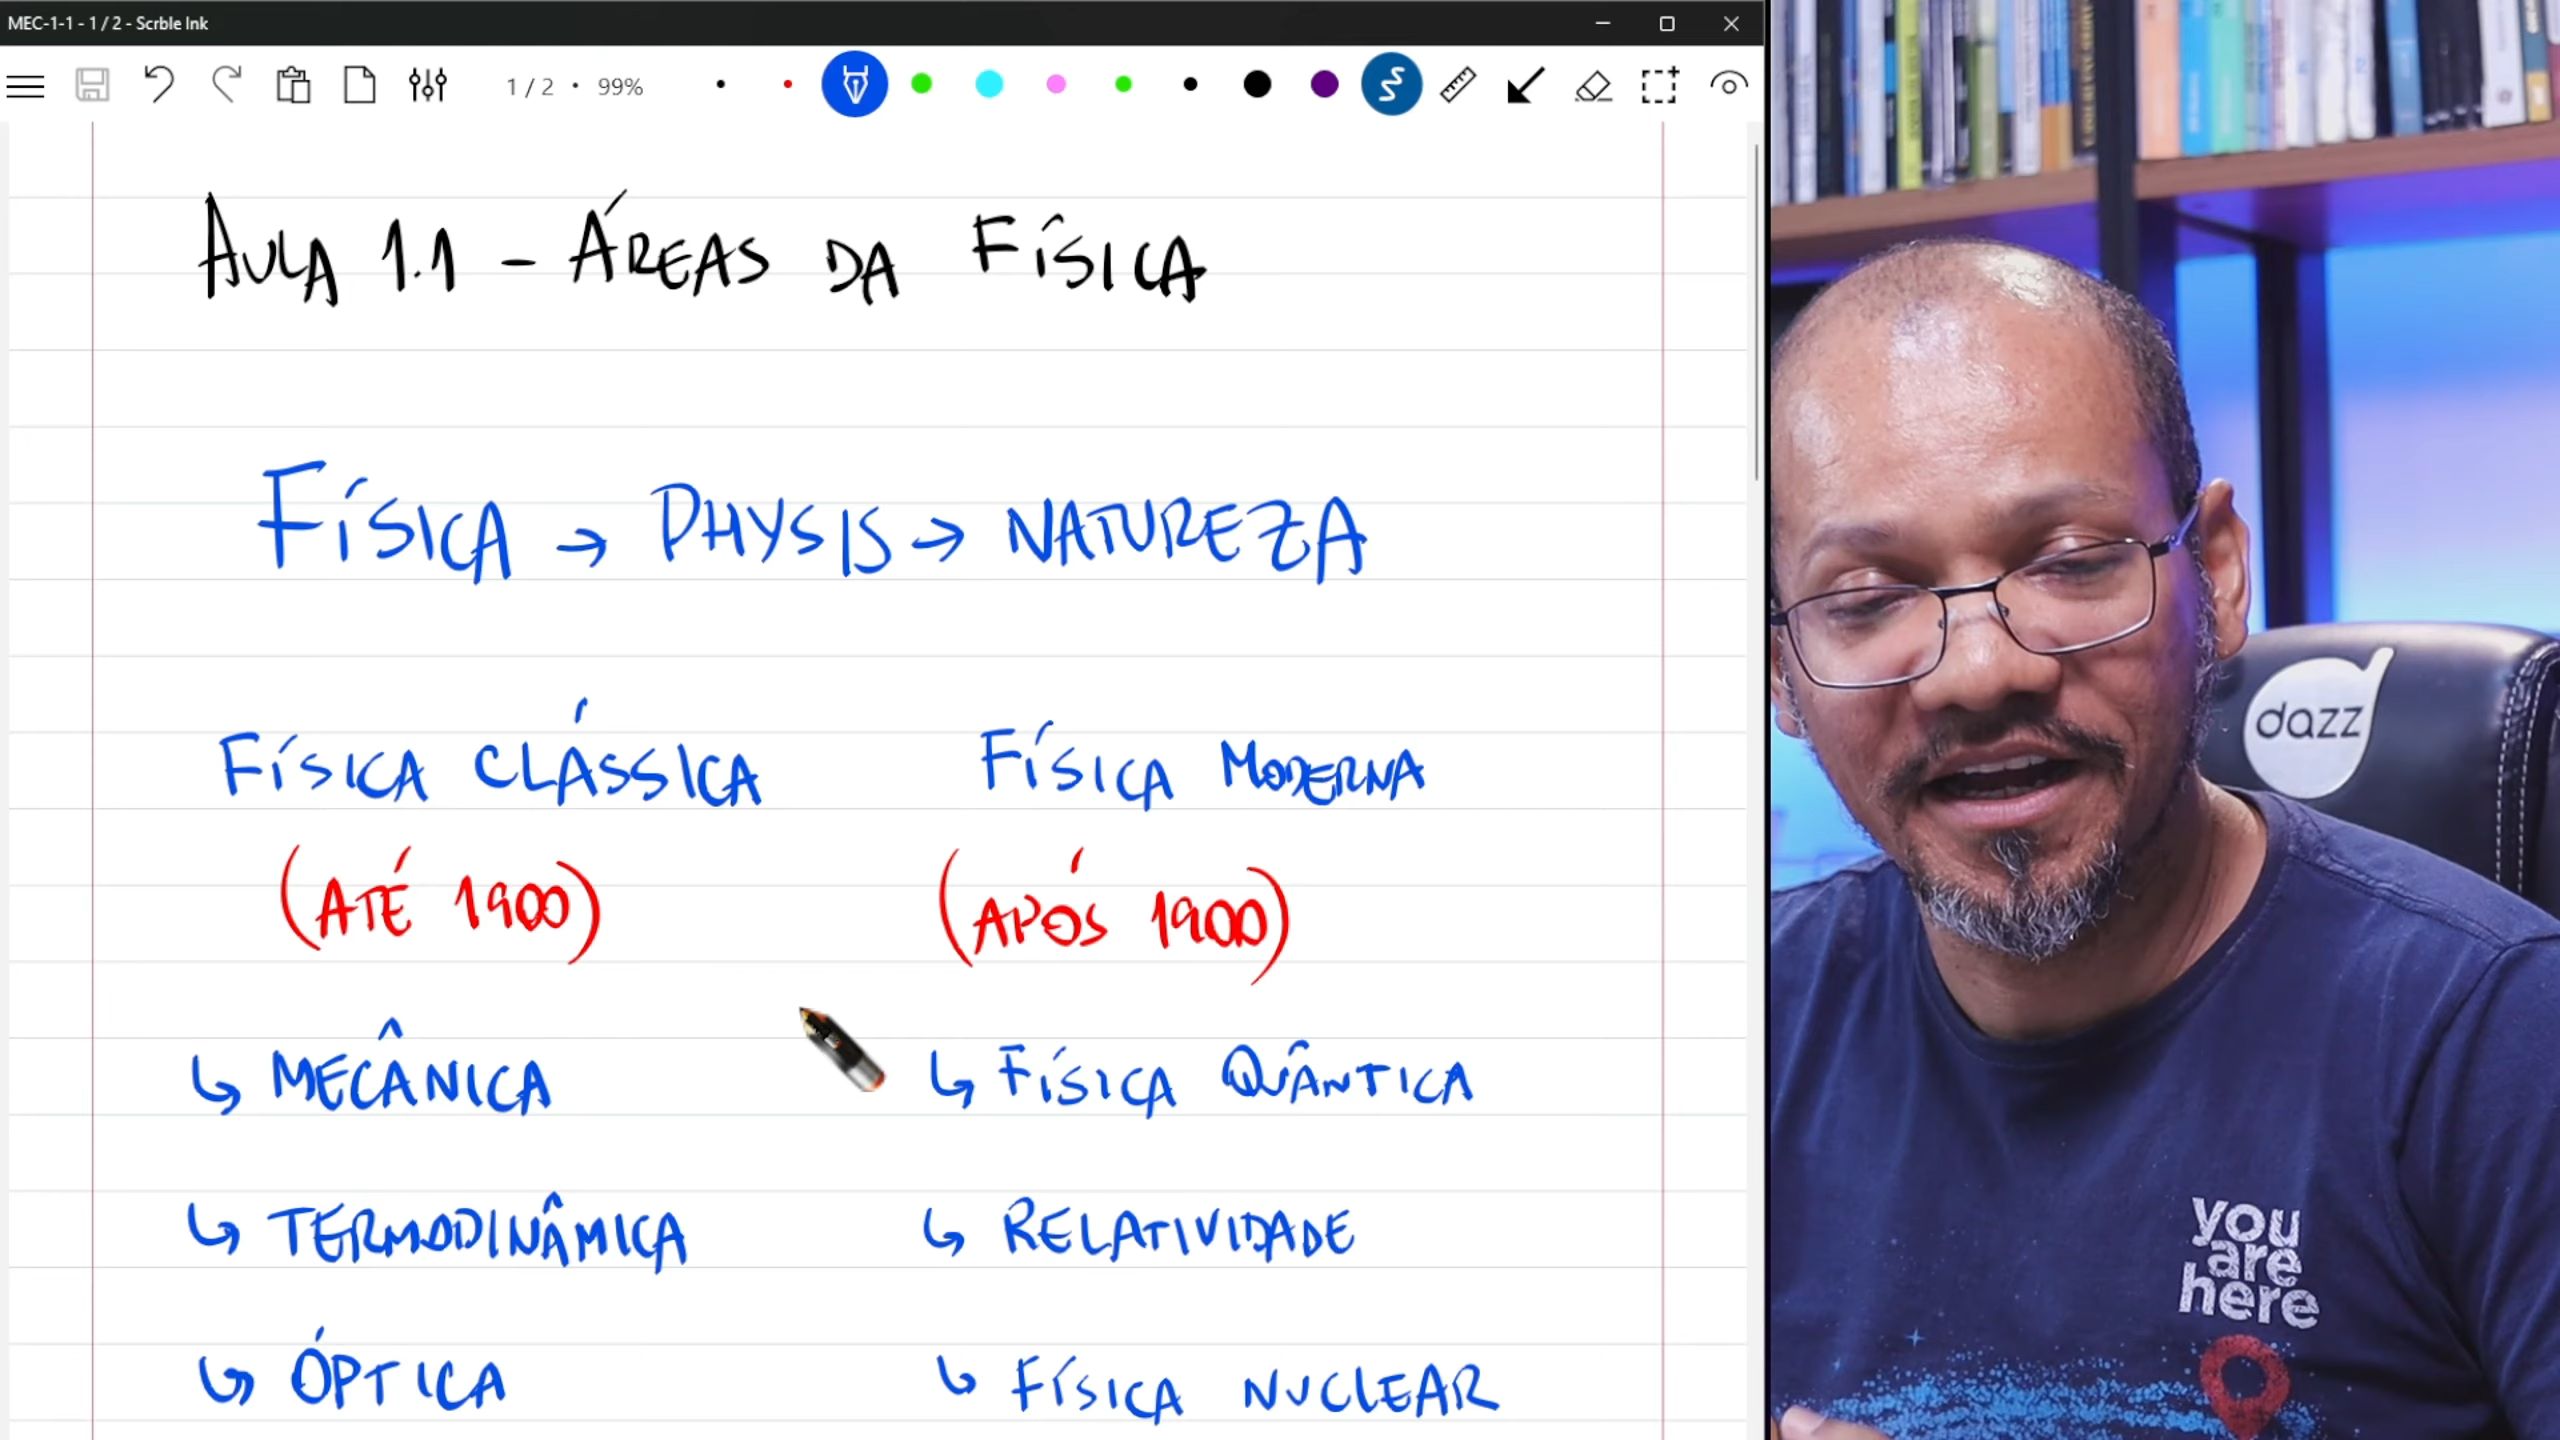 MEC-1-1 - 1 / 2 - Scrble Ink
1 / 2 • 99%
AULA 1.1 - ÁREAS DA FÍSICA
FÍSICA → PHYSIS → NATUREZA
FÍSICA CLÁSSICA
FÍSICA MODERNA
(ATÉ 1900)
(APÓS 1900)
↳ MECÂNICA
↳ FÍSICA QUÂNTICA
↳ TERMODINÂMICA
↳ RELATIVIDADE
↳ ÓPTICA
↳ FÍSICA NUCLEAR
dazz
you
are
here